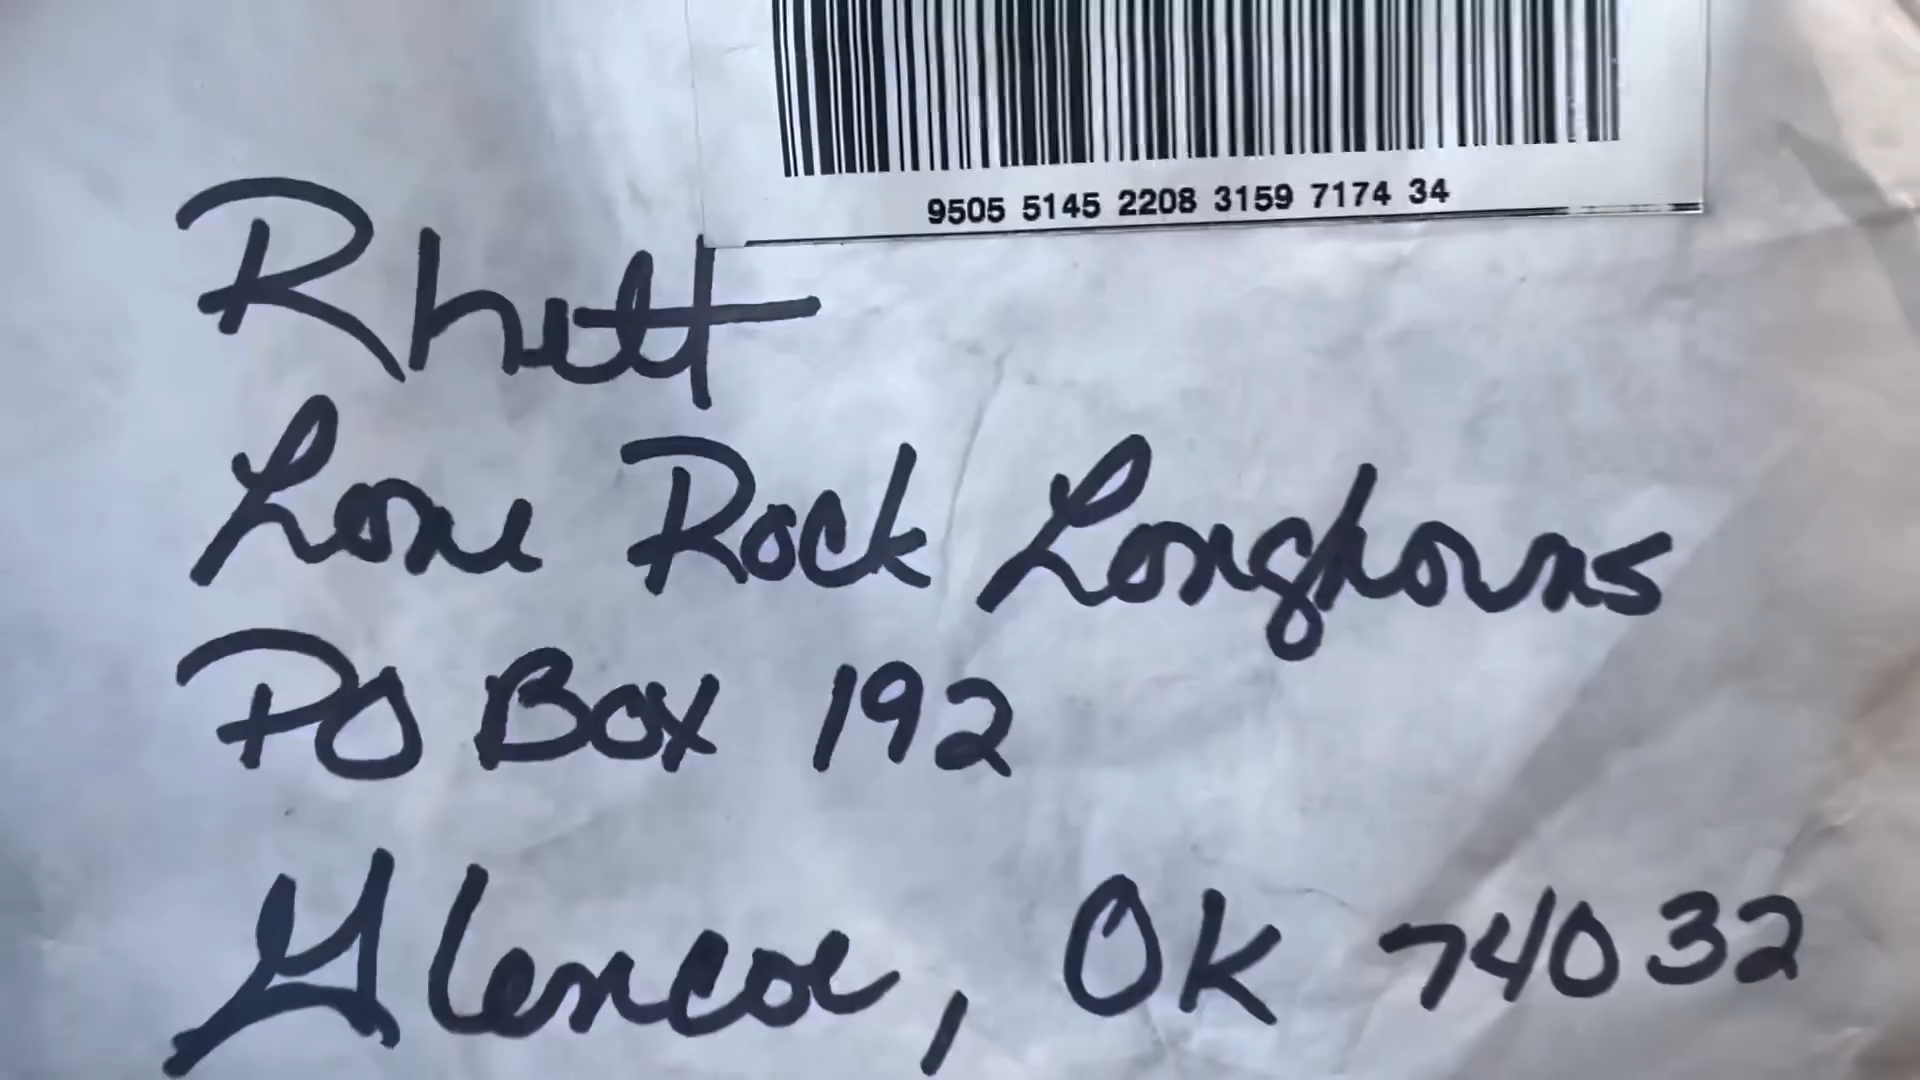 9505 5145 2208 3159 7174 34
Rhett
Lone Rock Longhorns
PO Box 192
Glencoe, OK 74032